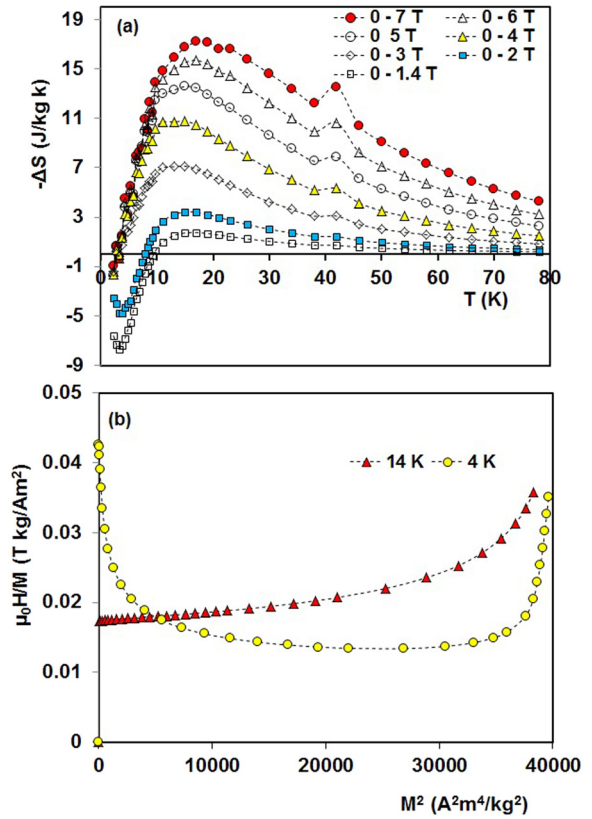 (a)
0 - 7 T
0 - 6 T
0 5 T
0 - 4 T
0 - 3 T
0 - 2 T
0 - 1.4 T
-ΔS (J/kg k)
19
15
11
7
3
-1
-5
-9
0 10 20 30 40 50 60 70 80
T (K)
(b)
14 K
4 K
μ₀H/M (T kg/Am²)
0.05
0.04
0.03
0.02
0.01
0
0 10000 20000 30000 40000
M² (A²m⁴/kg²)